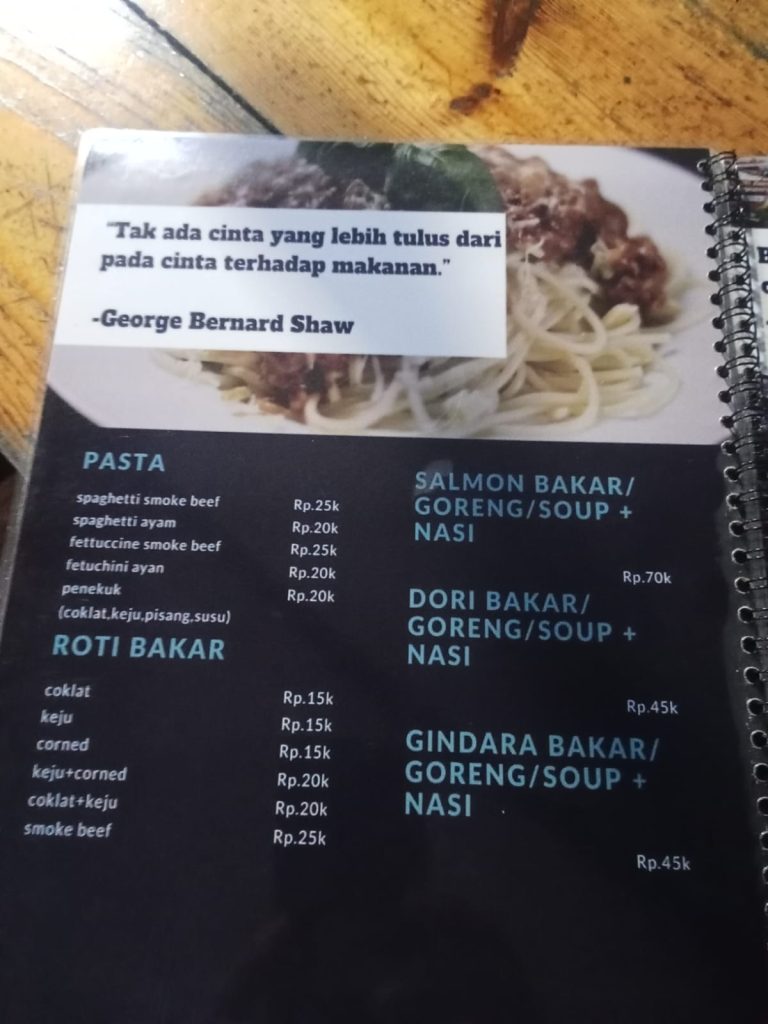 "Tak ada cinta yang lebih tulus dari
pada cinta terhadap makanan."
-George Bernard Shaw
PASTA
spaghetti smoke beef Rp.25k
spaghetti ayam Rp.20k
fettuccine smoke beef Rp.25k
fetuchini ayan Rp.20k
penekuk Rp.20k
(coklat,keju,pisang,susu)
ROTI BAKAR
coklat Rp.15k
keju Rp.15k
corned Rp.15k
keju+corned Rp.20k
coklat+keju Rp.20k
smoke beef Rp.25k
SALMON BAKAR/
GORENG/SOUP +
NASI
Rp.70k
DORI BAKAR/
GORENG/SOUP +
NASI
Rp.45k
GINDARA BAKAR/
GORENG/SOUP +
NASI
Rp.45k